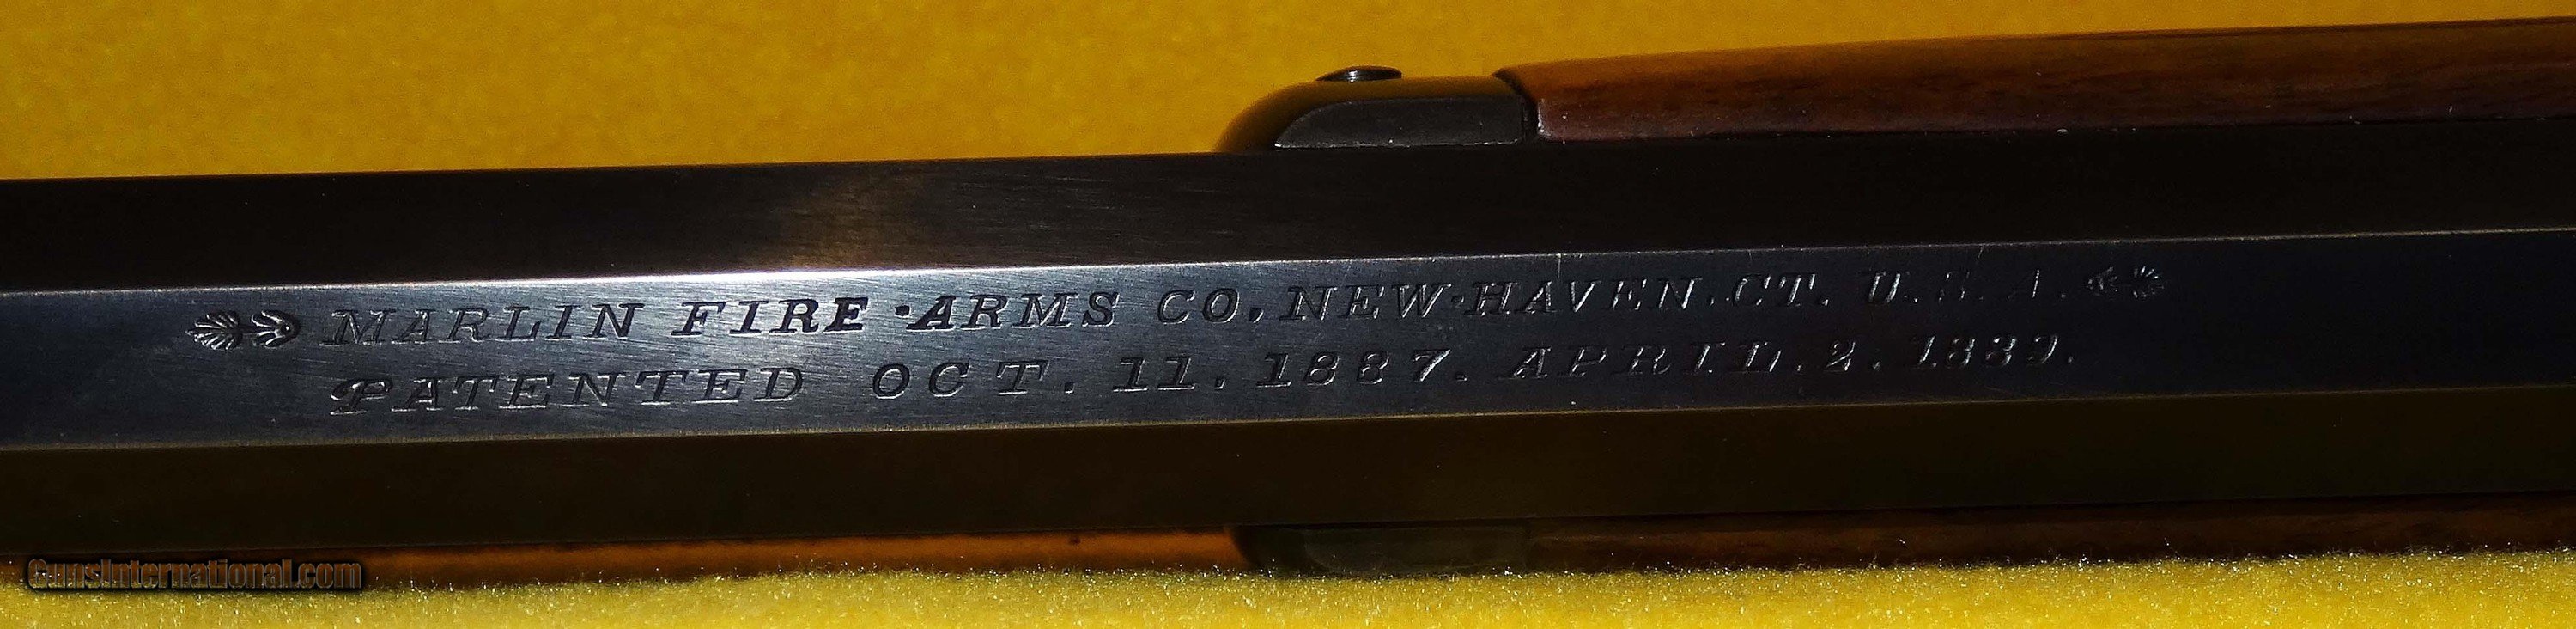 MARLIN FIRE-ARMS CO. NEW-HAVEN.CT. U.S.A.
PATENTED OCT. 11. 1887. APRIL.2.1889.
GunsInternational.com